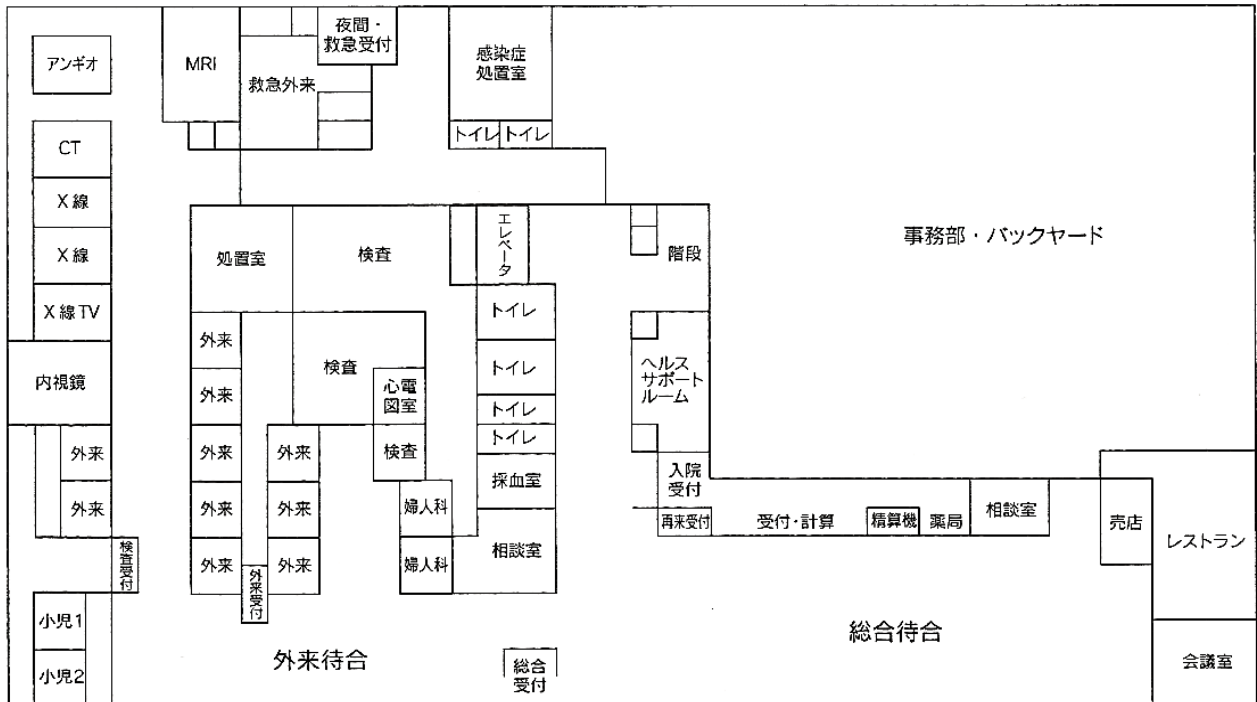 アンギオ
MRI
夜間・
救急受付
救急外来
感染症
処置室
トイレ
トイレ
CT
X線
X線
X線TV
内視鏡
外来
外来
検査受付
小児1
小児2
処置室
検査
エレベータ
階段
事務部・バックヤード
外来
検査
トイレ
ヘルス
サポート
ルーム
外来
心電
図室
トイレ
トイレ
トイレ
外来
外来
検査
採血室
入院
受付
外来
外来
婦人科
相談室
再来受付
受付・計算
精算機
薬局
相談室
売店
レストラン
外来
外来
婦人科
外来受付
外来待合
総合
受付
総合待合
会議室